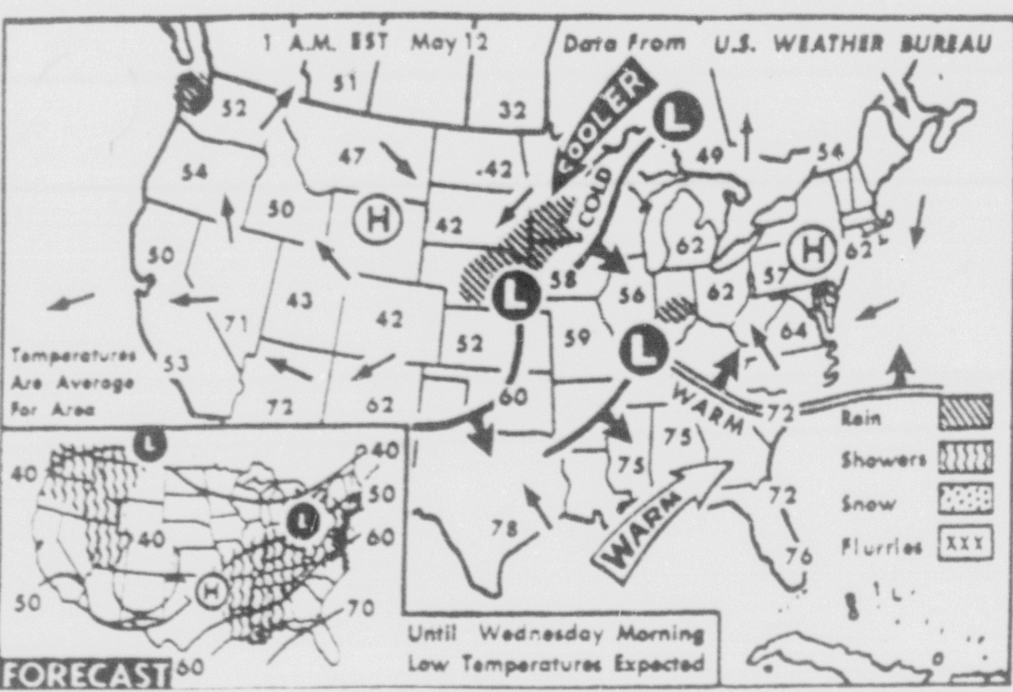 1 A.M. EST May 12 Data From U.S. WEATHER BUREAU
51
52
32
COOLER
L
47
-42
49
54
54
COLD
50
H
42
62
H
62
50
57
58
L
56
62
43
42
71
64
52
59
L
Temperatures
Are Average
For Area
53
60
WARM
72
72
62
Rain
75
Showers
75
72
Snow
WARM
78
Flurries XXX
76
L
40
40
50
L
40
60
H
50
70
60
FORECAST
Until Wednesday Morning
Low Temperatures Expected